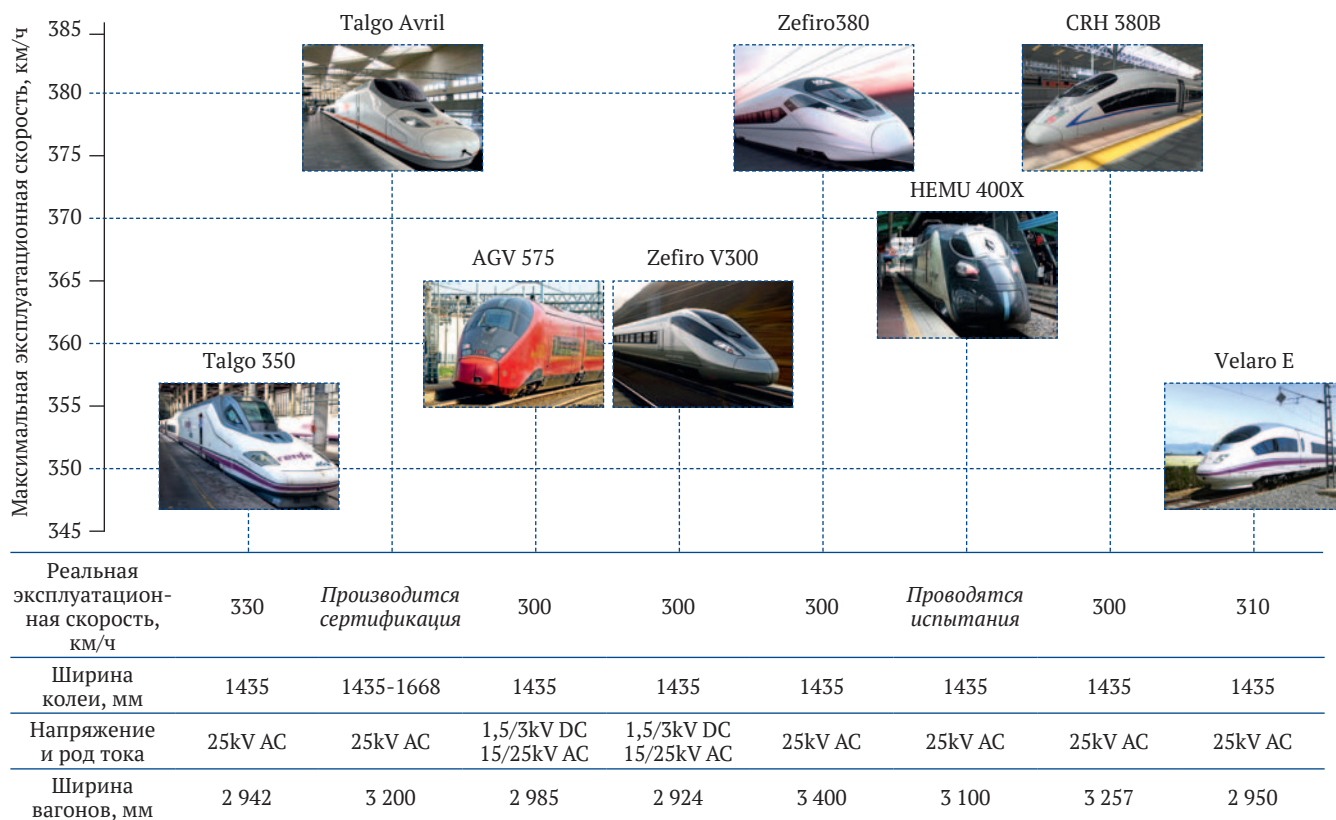 Максимальная эксплуатационная скорость, км/ч
385
380
375
370
365
360
355
350
345
Talgo Avril
Zefiro380
CRH 380B
HEMU 400X
AGV 575
Zefiro V300
Talgo 350
renfe
Velaro E
Реальная
эксплуатацион-
ная скорость,
км/ч
330
Производится
сертификация
300
300
300
Проводятся
испытания
300
310
Ширина
колеи, мм
1435
1435-1668
1435
1435
1435
1435
1435
1435
Напряжение
и род тока
25kV AC
25kV AC
1,5/3kV DC
15/25kV AC
1,5/3kV DC
15/25kV AC
25kV AC
25kV AC
25kV AC
25kV AC
Ширина
вагонов, мм
2 942
3 200
2 985
2 924
3 400
3 100
3 257
2 950